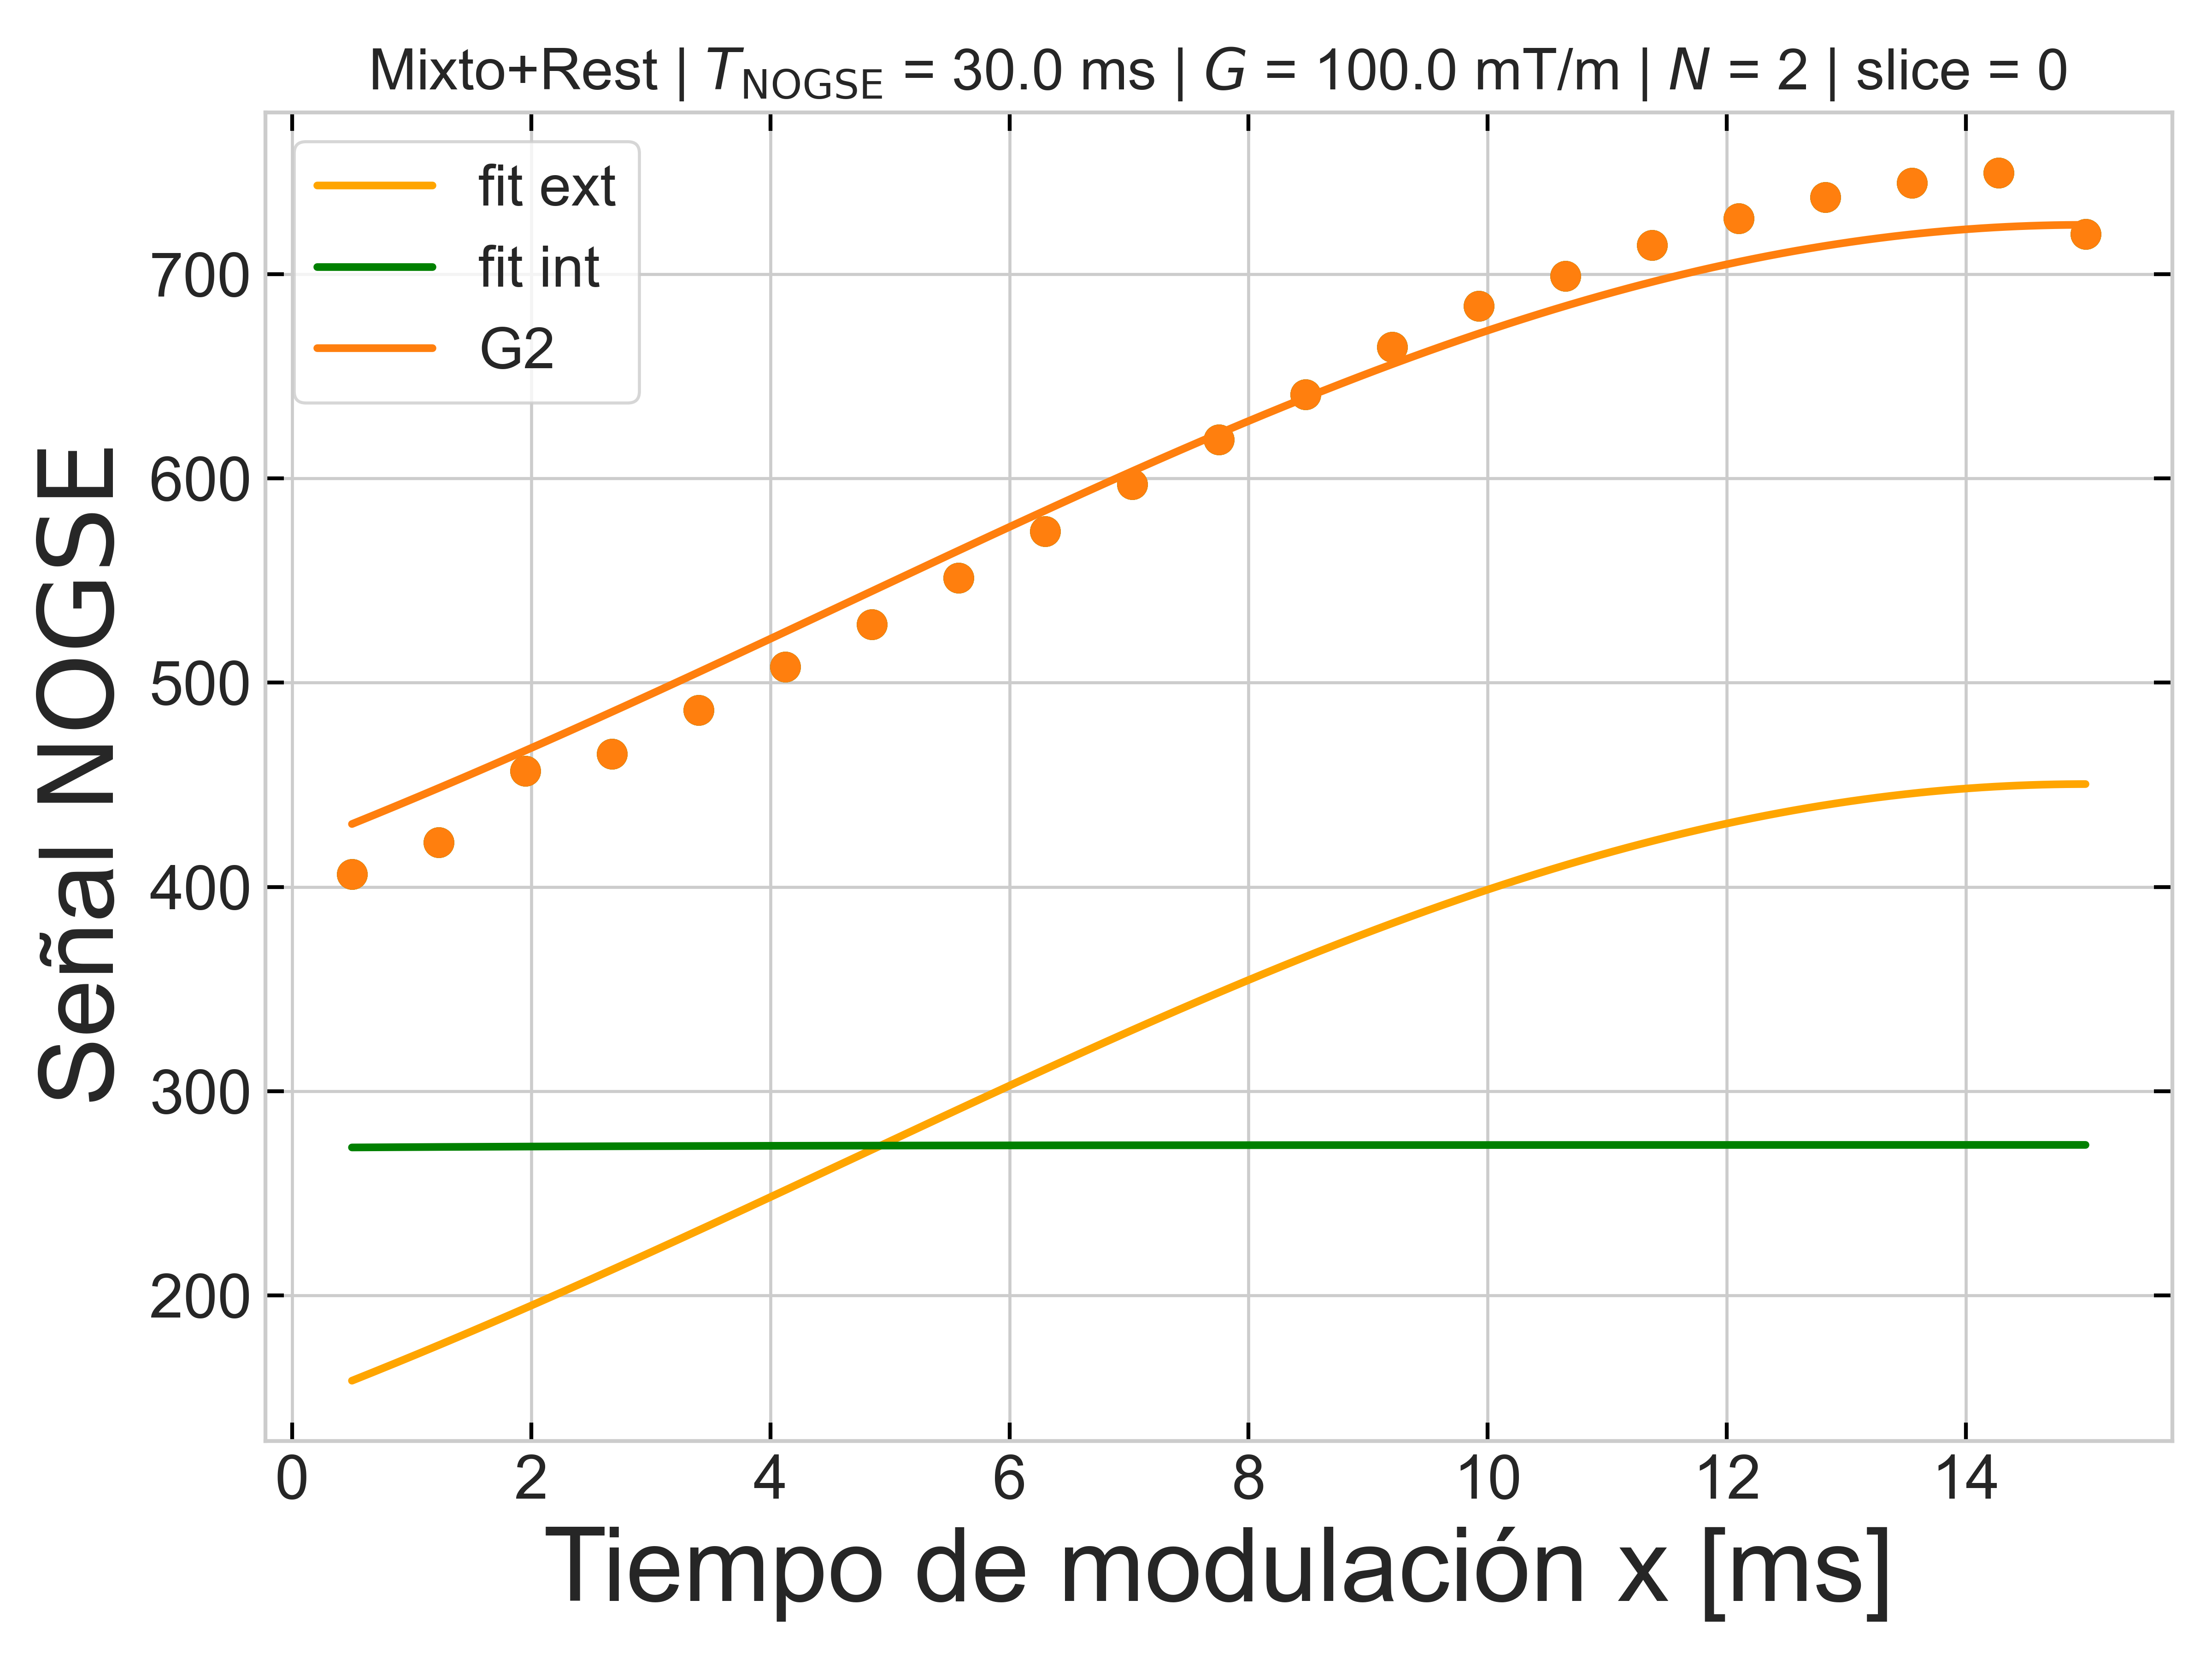 Mixto+Rest | T_NOGSE = 30.0 ms | G = 100.0 mT/m | N = 2 | slice = 0
fit ext
fit int
G2
Señal NOGSE
700
600
500
400
300
200
0 2 4 6 8 10 12 14
Tiempo de modulación x [ms]